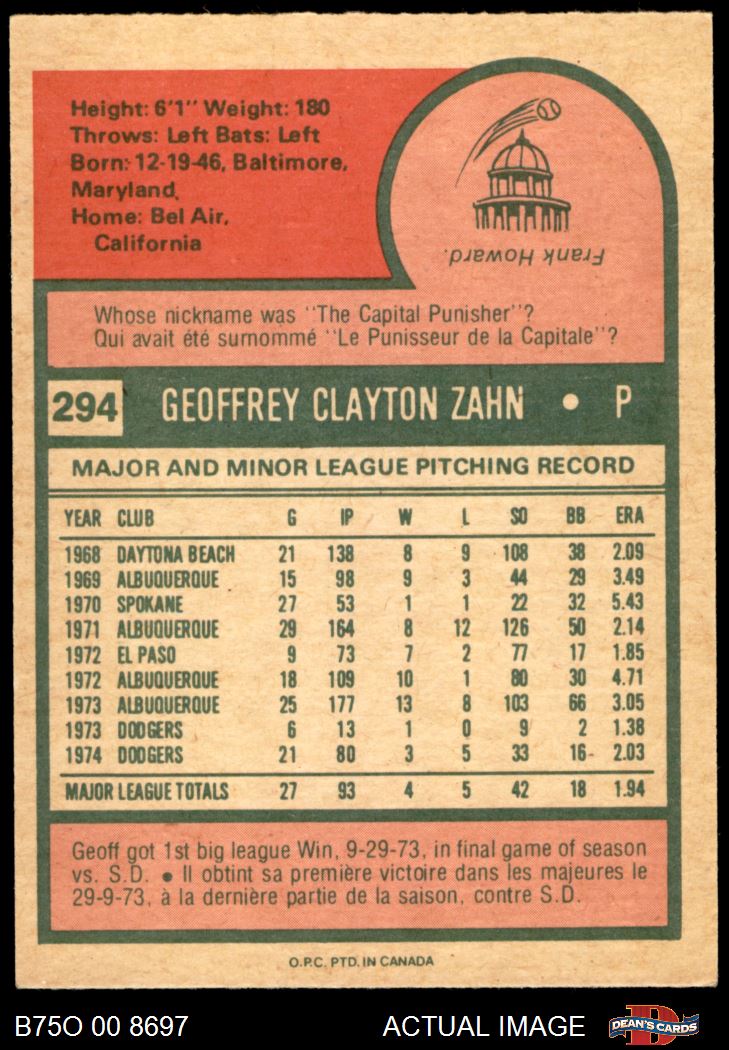 Height: 6'1" Weight: 180
Throws: Left Bats: Left
Born: 12-19-46, Baltimore,
Maryland,
Home: Bel Air,
California
Frank Howard.
Whose nickname was "The Capital Punisher"?
Qui avait été surnommé "Le Punisseur de la Capitale"?
294 GEOFFREY CLAYTON ZAHN • P
MAJOR AND MINOR LEAGUE PITCHING RECORD
YEAR CLUB G IP W L SO BB ERA
1968 DAYTONA BEACH 21 138 8 9 108 38 2.09
1969 ALBUQUERQUE 15 98 9 3 44 29 3.49
1970 SPOKANE 27 53 1 1 22 32 5.43
1971 ALBUQUERQUE 29 164 8 12 126 50 2.14
1972 EL PASO 9 73 7 2 77 17 1.85
1972 ALBUQUERQUE 18 109 10 1 80 30 4.71
1973 ALBUQUERQUE 25 177 13 8 103 66 3.05
1973 DODGERS 6 13 1 0 9 2 1.38
1974 DODGERS 21 80 3 5 33 16 2.03
MAJOR LEAGUE TOTALS 27 93 4 5 42 18 1.94
Geoff got 1st big league Win, 9-29-73, in final game of season
vs. S.D. • Il obtint sa première victoire dans les majeures le
29-9-73, à la dernière partie de la saison, contre S.D.
O.P.C. PTD. IN CANADA
B75O 00 8697 ACTUAL IMAGE D DEAN'S CARDS